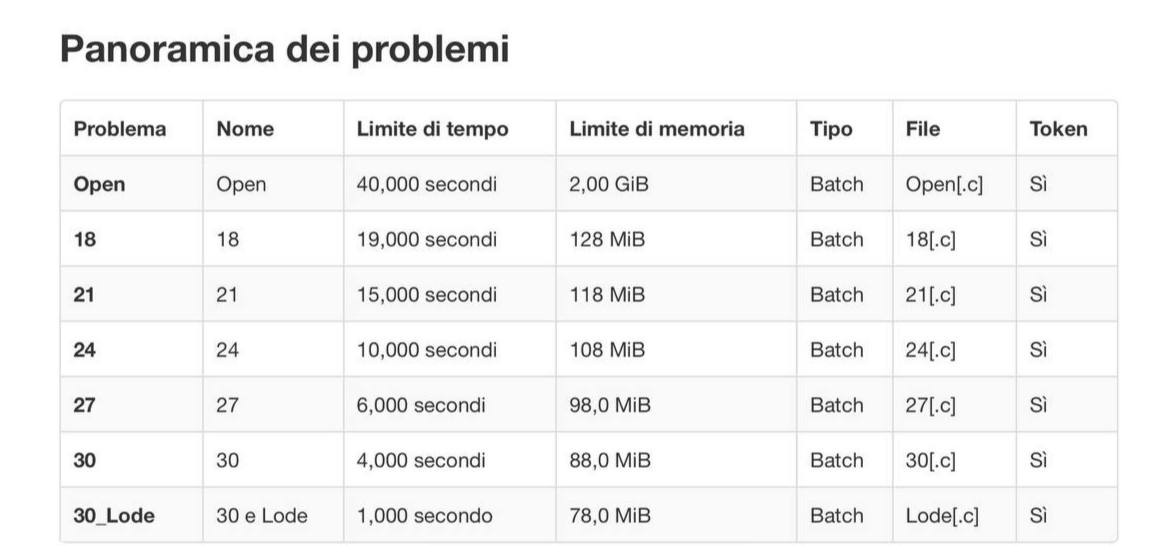 Panoramica dei problemi
Problema Nome Limite di tempo Limite di memoria Tipo File Token
Open Open 40,000 secondi 2,00 GiB Batch Open[.c] Sì
18 18 19,000 secondi 128 MiB Batch 18[.c] Sì
21 21 15,000 secondi 118 MiB Batch 21[.c] Sì
24 24 10,000 secondi 108 MiB Batch 24[.c] Sì
27 27 6,000 secondi 98,0 MiB Batch 27[.c] Sì
30 30 4,000 secondi 88,0 MiB Batch 30[.c] Sì
30_Lode 30 e Lode 1,000 secondo 78,0 MiB Batch Lode[.c] Sì